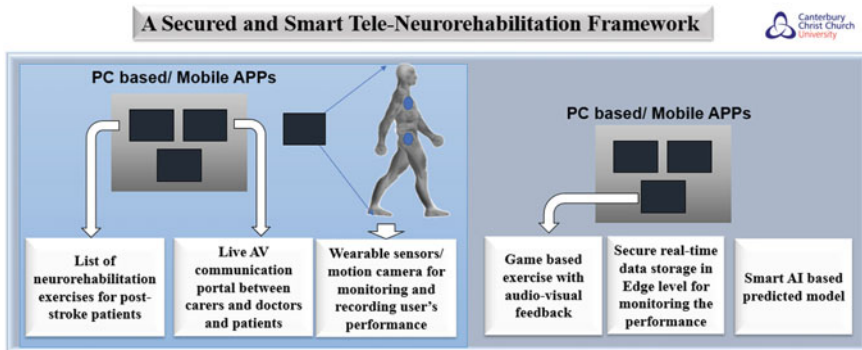 A Secured and Smart Tele-Neurorehabilitation Framework
Canterbury
Christ Church
University
PC based/ Mobile APPs
PC based/ Mobile APPs
List of
neurorehabilitation
exercises for post-
stroke patients
Live AV
communication
portal between
carers and doctors
and patients
Wearable sensors/
motion camera for
monitoring and
recording user's
performance
Game based
exercise with
audio-visual
feedback
Secure real-time
data storage in
Edge level for
monitoring the
performance
Smart AI based
predicted model